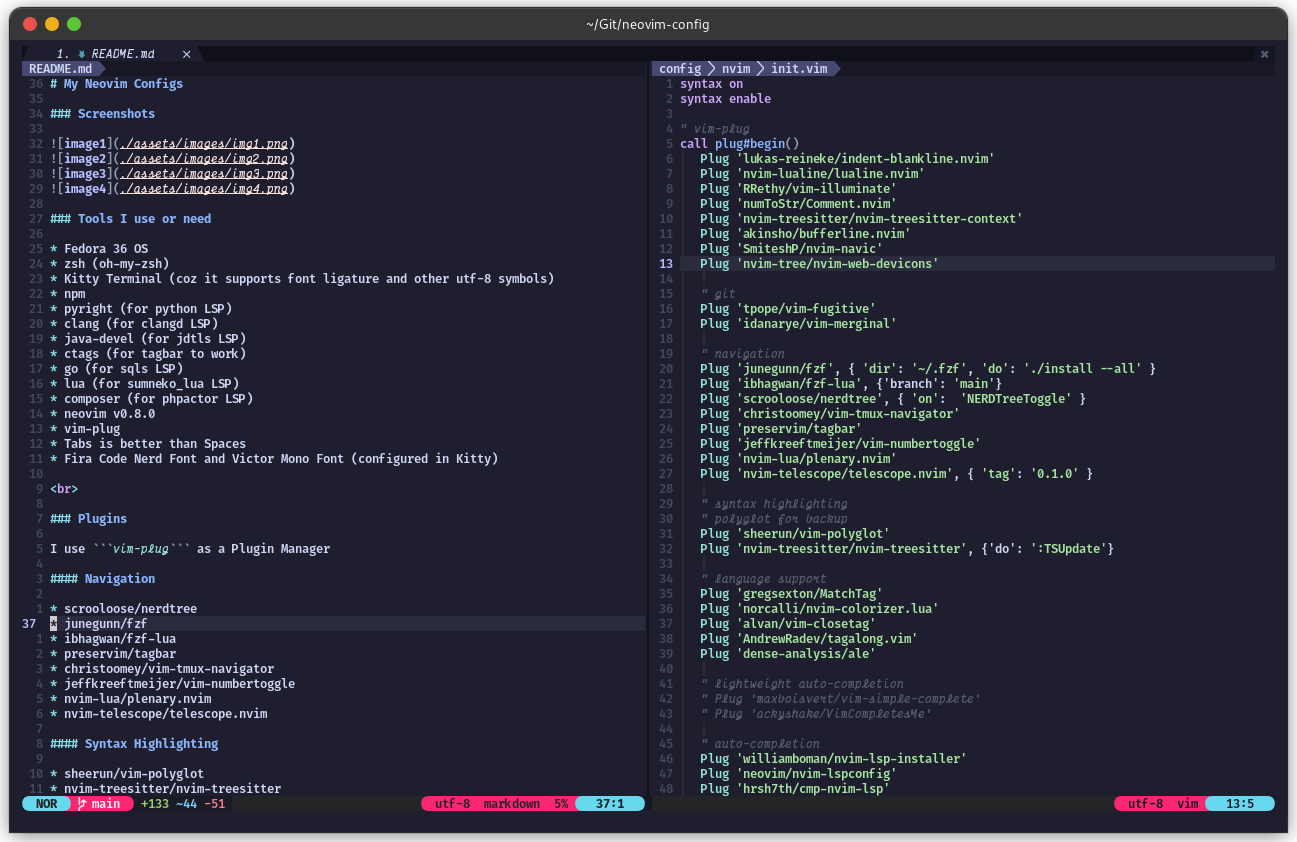 ~/Git/neovim-config
1. README.md ×
README.md
36 # My Neovim Configs
35
34 ### Screenshots
33
32 ![image1](./assets/images/img1.png)
31 ![image2](./assets/images/img2.png)
30 ![image3](./assets/images/img3.png)
29 ![image4](./assets/images/img4.png)
28
27 ### Tools I use or need
26
25 * Fedora 36 OS
24 * zsh (oh-my-zsh)
23 * Kitty Terminal (coz it supports font ligature and other utf-8 symbols)
22 * npm
21 * pyright (for python LSP)
20 * clang (for clangd LSP)
19 * java-devel (for jdtls LSP)
18 * ctags (for tagbar to work)
17 * go (for sqls LSP)
16 * lua (for sumneko_lua LSP)
15 * composer (for phpactor LSP)
14 * neovim v0.8.0
13 * vim-plug
12 * Tabs is better than Spaces
11 * Fira Code Nerd Font and Victor Mono Font (configured in Kitty)
10
9 <br>
8
7 ### Plugins
6
5 I use ```vim-plug``` as a Plugin Manager
4
3 #### Navigation
2
1 * scrooloose/nerdtree
37 * junegunn/fzf
1 * ibhagwan/fzf-lua
2 * preservim/tagbar
3 * christoomey/vim-tmux-navigator
4 * jeffkreeftmeijer/vim-numbertoggle
5 * nvim-lua/plenary.nvim
6 * nvim-telescope/telescope.nvim
7
8 #### Syntax Highlighting
9
10 * sheerun/vim-polyglot
11 * nvim-treesitter/nvim-treesitter
NOR main +133 ~44 -51 utf-8 markdown 5% 37:1
config > nvim > init.vim
1 syntax on
2 syntax enable
3
4 " vim-plug
5 call plug#begin()
6 Plug 'lukas-reineke/indent-blankline.nvim'
7 Plug 'nvim-lualine/lualine.nvim'
8 Plug 'RRethy/vim-illuminate'
9 Plug 'numToStr/Comment.nvim'
10 Plug 'nvim-treesitter/nvim-treesitter-context'
11 Plug 'akinsho/bufferline.nvim'
12 Plug 'SmiteshP/nvim-navic'
13 Plug 'nvim-tree/nvim-web-devicons'
14
15 " git
16 Plug 'tpope/vim-fugitive'
17 Plug 'idanarye/vim-merginal'
18
19 " navigation
20 Plug 'junegunn/fzf', { 'dir': '~/.fzf', 'do': './install --all' }
21 Plug 'ibhagwan/fzf-lua', {'branch': 'main'}
22 Plug 'scrooloose/nerdtree', { 'on':  'NERDTreeToggle' }
23 Plug 'christoomey/vim-tmux-navigator'
24 Plug 'preservim/tagbar'
25 Plug 'jeffkreeftmeijer/vim-numbertoggle'
26 Plug 'nvim-lua/plenary.nvim'
27 Plug 'nvim-telescope/telescope.nvim', { 'tag': '0.1.0' }
28
29 " syntax highlighting
30 " polyglot for backup
31 Plug 'sheerun/vim-polyglot'
32 Plug 'nvim-treesitter/nvim-treesitter', {'do': ':TSUpdate'}
33
34 " language support
35 Plug 'gregsexton/MatchTag'
36 Plug 'norcalli/nvim-colorizer.lua'
37 Plug 'alvan/vim-closetag'
38 Plug 'AndrewRadev/tagalong.vim'
39 Plug 'dense-analysis/ale'
40
41 " lightweight auto-completion
42 " Plug 'maxboisvert/vim-simple-complete'
43 " Plug 'ackyshake/VimCompletesMe'
44
45 " auto-completion
46 Plug 'williamboman/nvim-lsp-installer'
47 Plug 'neovim/nvim-lspconfig'
48 Plug 'hrsh7th/cmp-nvim-lsp'
utf-8 vim 13:5